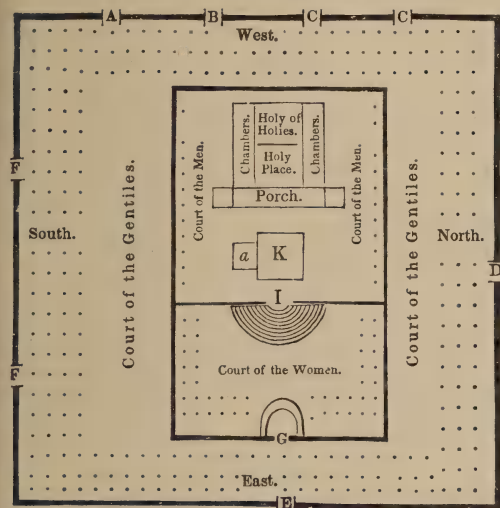 A B C C
West.
Holy of
Holies.
Chambers.
Chambers.
Holy
Place.
Porch.
Court of the Men.
Court of the Men.
F
Court of the Gentiles.
Court of the Gentiles.
South.
North.
D
a K
I
F
Court of the Women.
G
East.
E